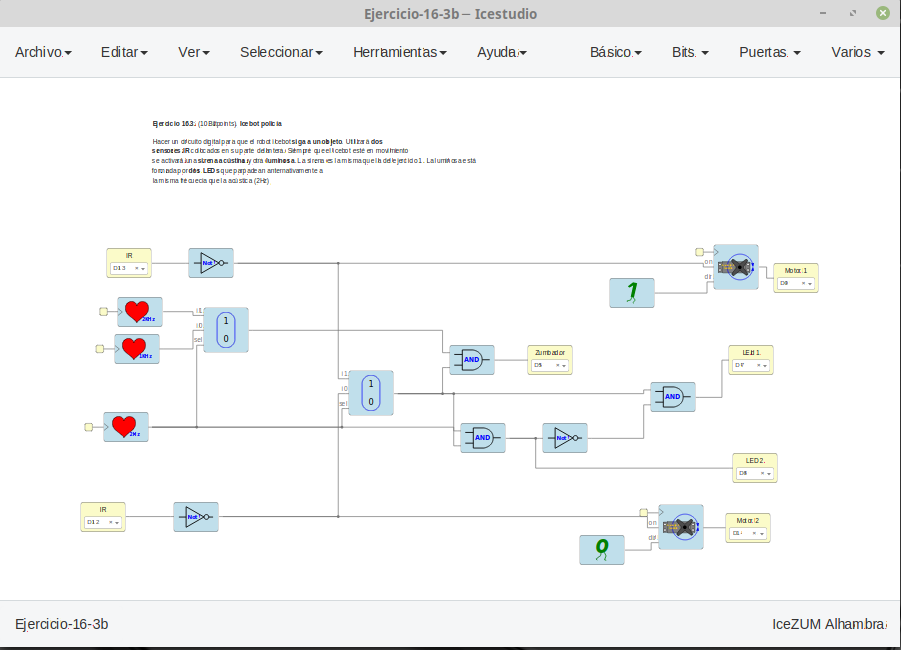 Ejercicio-16-3b – Icestudio
Archivo Editar Ver Seleccionar Herramientas Ayuda Básico Bits Puertas Varios
Ejercicio 16.3: (10 Bitpoints). Icebot policía
Hacer un circuito digital para que el robot icebot siga a un objeto. Utilizará dos
sensores IR colocados en su parte delantera. Siempre que el icebot esté en movimiento
se activará una sirena acústica y otra luminosa. La sirena es la misma que la del ejercicio 1. La luminosa está
formada por dos LEDs que parpadean
la misma frecuecia que la acústica (2Hz)
IR
D13
Not
on
dir
Motor1
D9
1
2KHz
1KHz
i1
i0
sel
1
0
AND
Zumbador
D5
LED1
D7
i1
i0
sel
1
0
AND
2Hz
AND
Not
LED2
D6
IR
D12
Not
on
dir
Motor2
0
Ejercicio-16-3b
IceZUM Alhambra